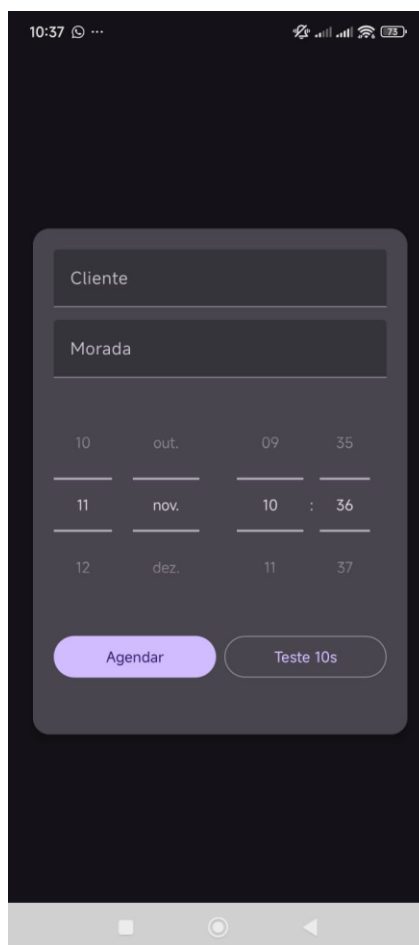 10:37 ...
73
Cliente
Morada
10 out. 09 35
11 nov. 10 : 36
12 dez. 11 37
Agendar Teste 10s